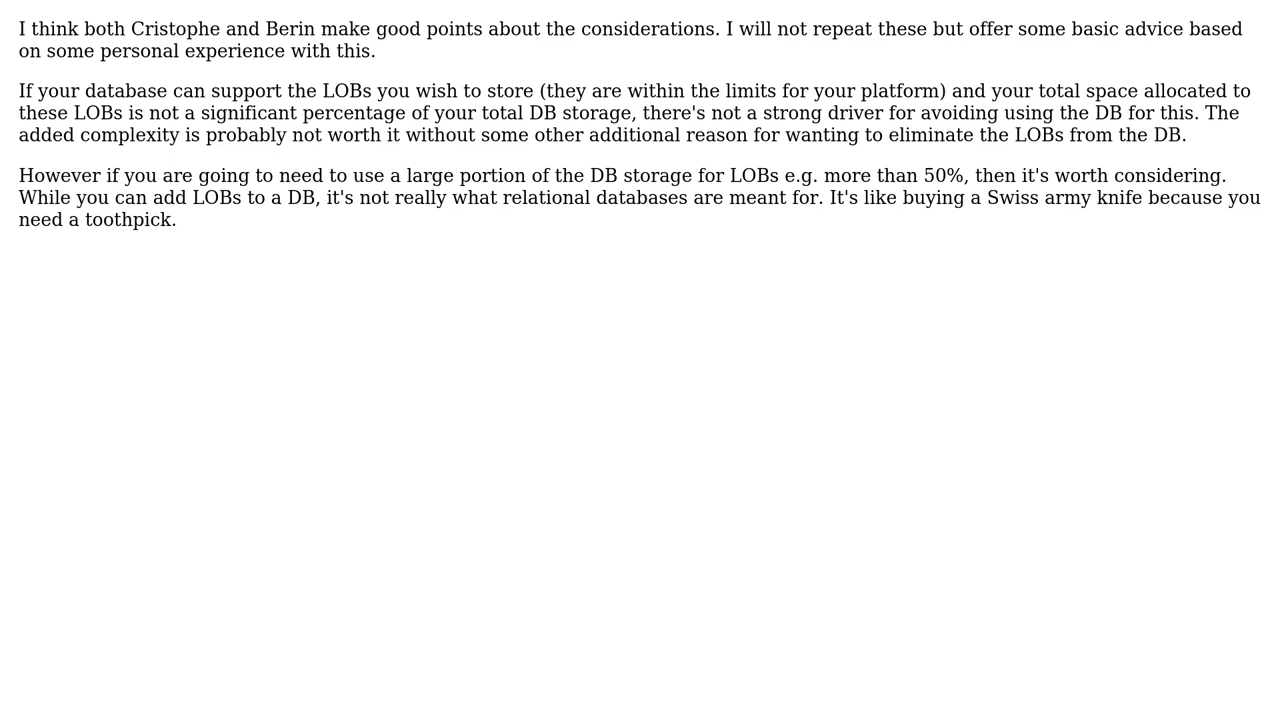 I think both Cristophe and Berin make good points about the considerations. I will not repeat these but offer some basic advice based
on some personal experience with this.
If your database can support the LOBs you wish to store (they are within the limits for your platform) and your total space allocated to
these LOBs is not a significant percentage of your total DB storage, there's not a strong driver for avoiding using the DB for this. The
added complexity is probably not worth it without some other additional reason for wanting to eliminate the LOBs from the DB.
However if you are going to need to use a large portion of the DB storage for LOBs e.g. more than 50%, then it's worth considering.
While you can add LOBs to a DB, it's not really what relational databases are meant for. It's like buying a Swiss army knife because you
need a toothpick.